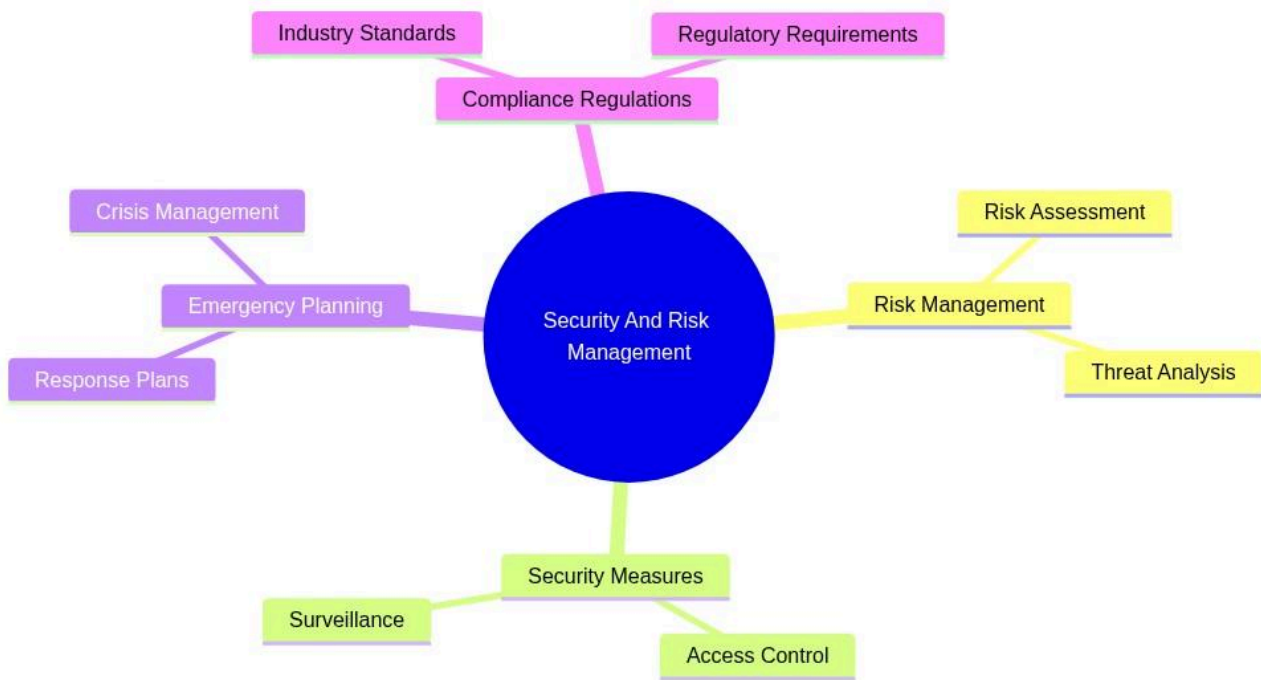 Industry Standards
Regulatory Requirements
Compliance Regulations
Crisis Management
Risk Assessment
Emergency Planning
Risk Management
Security And Risk
Management
Response Plans
Threat Analysis
Security Measures
Surveillance
Access Control